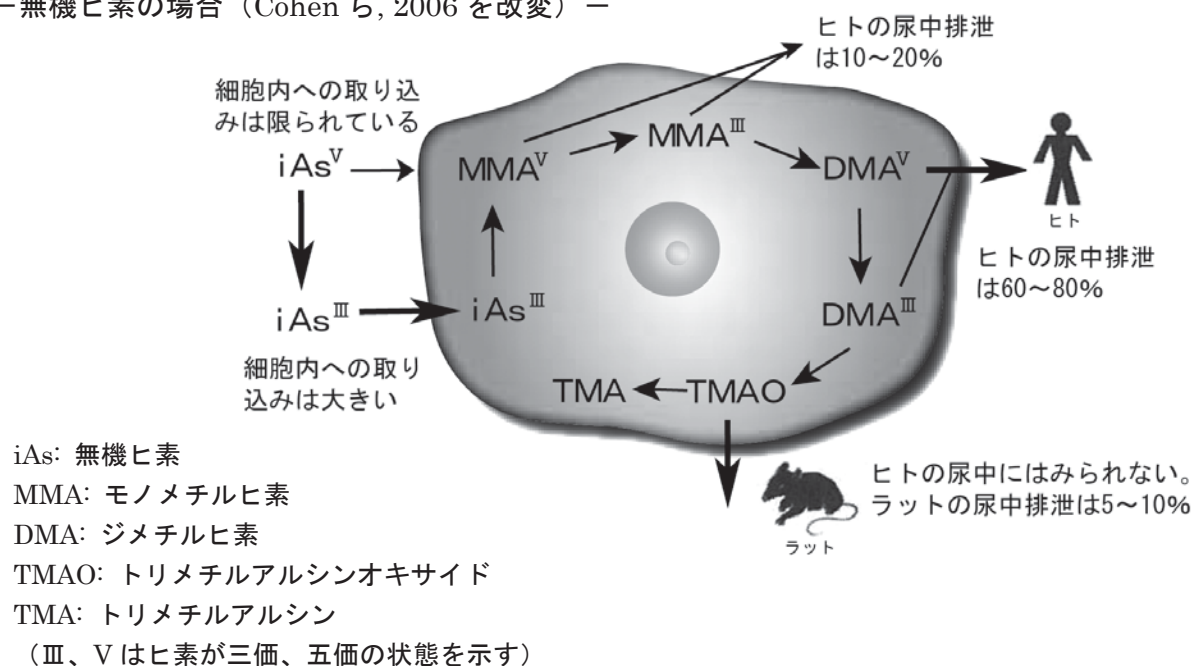 －無機ヒ素の場合（Cohen ら, 2006 を改変）－
ヒトの尿中排泄
は10～20%
細胞内への取り込
みは限られている
iAsⅤ
MMAⅤ
MMAⅢ
DMAⅤ
ヒト
ヒトの尿中排泄
は60～80%
iAsⅢ
iAsⅢ
DMAⅢ
細胞内への取り
込みは大きい
TMA
TMAO
ヒトの尿中にはみられない。
ラットの尿中排泄は5～10%
ラット
iAs: 無機ヒ素
MMA: モノメチルヒ素
DMA: ジメチルヒ素
TMAO: トリメチルアルシンオキサイド
TMA: トリメチルアルシン
（Ⅲ、V はヒ素が三価、五価の状態を示す）